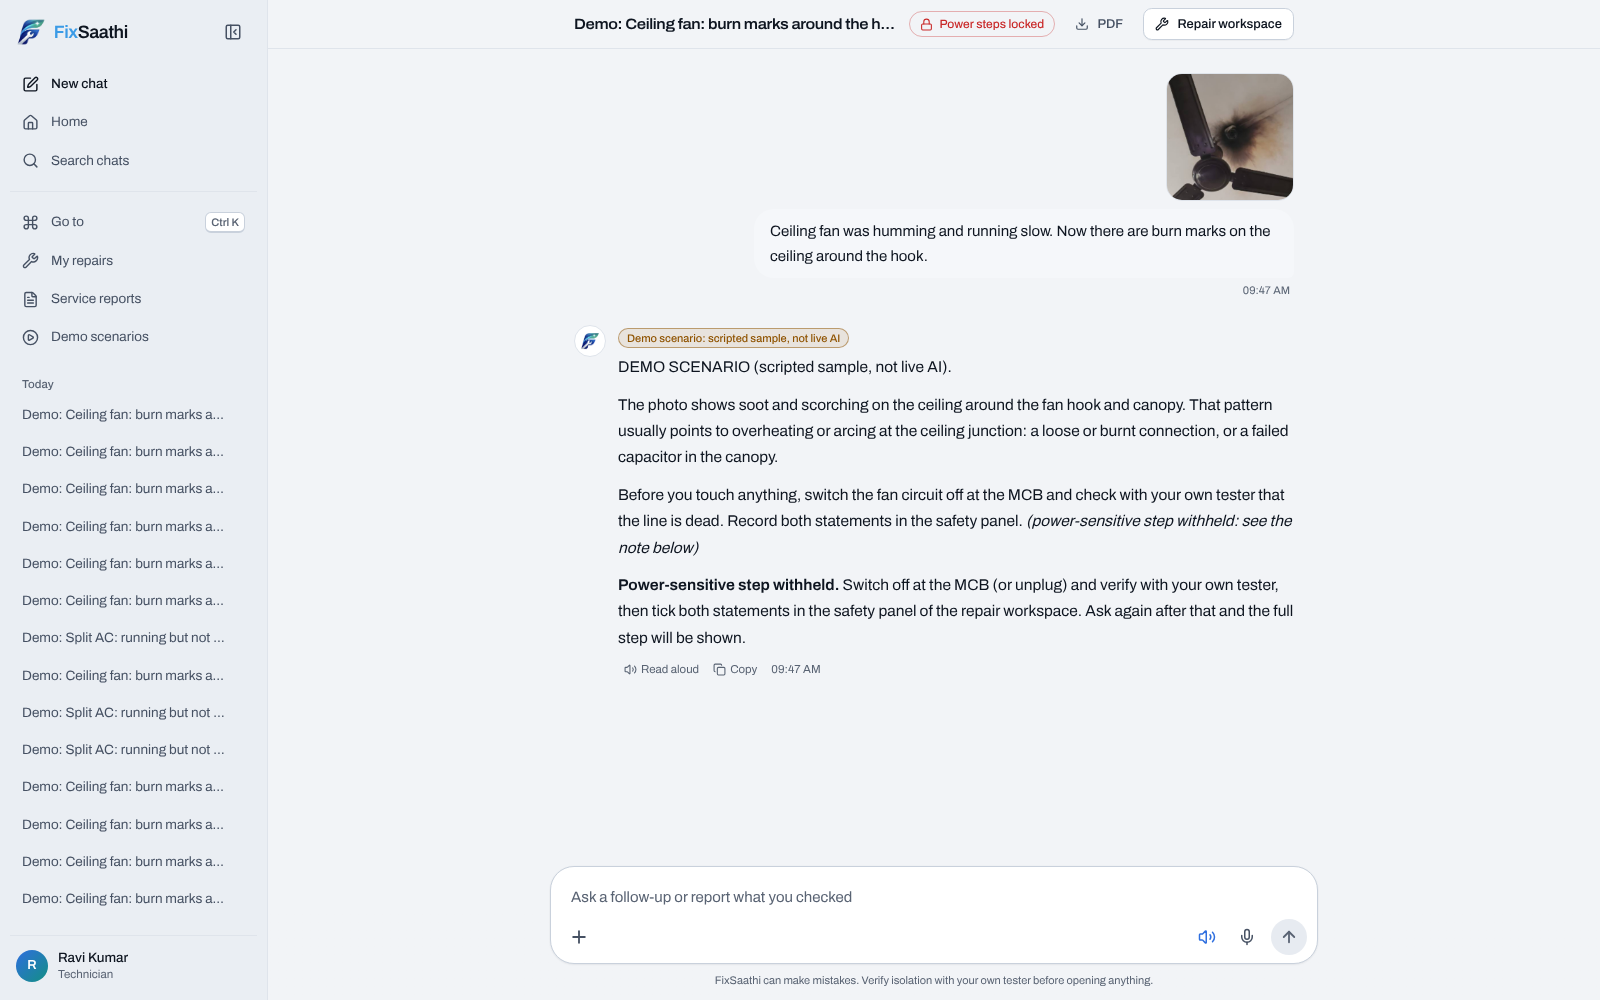 FixSaathi
New chat
Home
Search chats
Go to
Ctrl K
My repairs
Service reports
Demo scenarios
Today
Demo: Ceiling fan: burn marks a...
Demo: Ceiling fan: burn marks a...
Demo: Ceiling fan: burn marks a...
Demo: Ceiling fan: burn marks a...
Demo: Ceiling fan: burn marks a...
Demo: Ceiling fan: burn marks a...
Demo: Split AC: running but not ...
Demo: Ceiling fan: burn marks a...
Demo: Split AC: running but not ...
Demo: Split AC: running but not ...
Demo: Ceiling fan: burn marks a...
Demo: Ceiling fan: burn marks a...
Demo: Ceiling fan: burn marks a...
Demo: Ceiling fan: burn marks a...
R
Ravi Kumar
Technician
Demo: Ceiling fan: burn marks around the h...
Power steps locked
PDF
Repair workspace
Ceiling fan was humming and running slow. Now there are burn marks on the
ceiling around the hook.
09:47 AM
Demo scenario: scripted sample, not live AI
DEMO SCENARIO (scripted sample, not live AI).
The photo shows soot and scorching on the ceiling around the fan hook and canopy. That pattern
usually points to overheating or arcing at the ceiling junction: a loose or burnt connection, or a failed
capacitor in the canopy.
Before you touch anything, switch the fan circuit off at the MCB and check with your own tester that
the line is dead. Record both statements in the safety panel. (power-sensitive step withheld: see the
note below)
Power-sensitive step withheld. Switch off at the MCB (or unplug) and verify with your own tester,
then tick both statements in the safety panel of the repair workspace. Ask again after that and the full
step will be shown.
Read aloud
Copy
09:47 AM
Ask a follow-up or report what you checked
FixSaathi can make mistakes. Verify isolation with your own tester before opening anything.